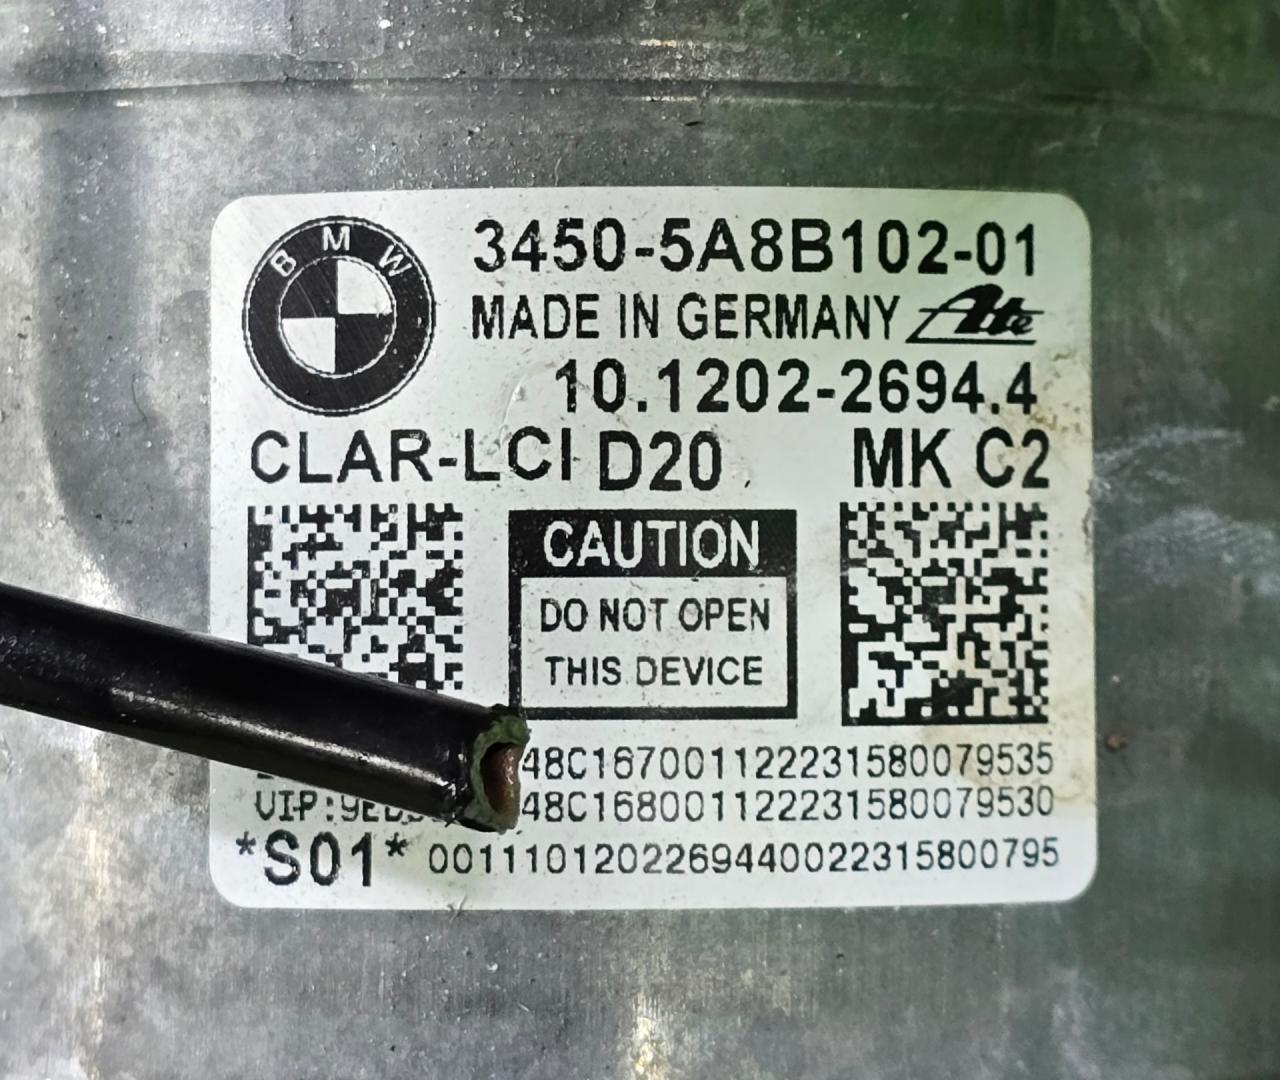 BMW
3450-5A8B102-01
MADE IN GERMANY Ate
10.1202-2694.4
CLAR-LCI D20 MK C2
CAUTION
DO NOT OPEN
THIS DEVICE
48C167001122231580079535
VIP:9E 48C168001122231580079530
*S01* 0011101202269440022315800795